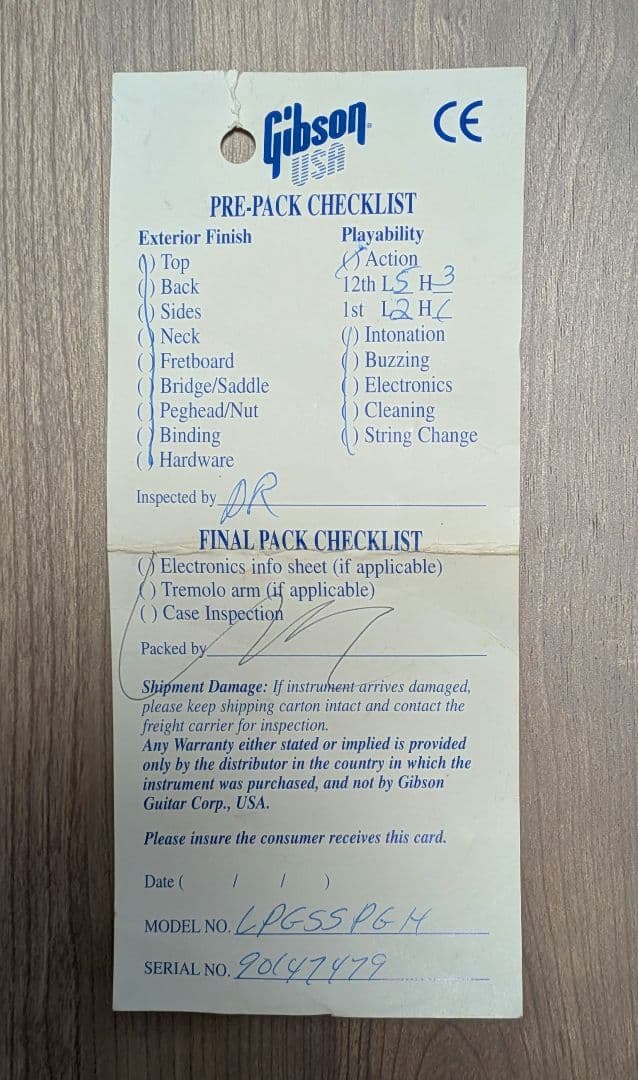 Gibson CE
USA
PRE-PACK CHECKLIST
Exterior Finish
() Top
() Back
() Sides
() Neck
() Fretboard
() Bridge/Saddle
() Peghead/Nut
() Binding
() Hardware
Playability
() Action
12th L 5 H 3
1st L 2 H
() Intonation
() Buzzing
() Electronics
() Cleaning
() String Change
Inspected by DR
FINAL PACK CHECKLIST
() Electronics info sheet (if applicable)
() Tremolo arm (if applicable)
() Case Inspection
Packed by
Shipment Damage: If instrument arrives damaged,
please keep shipping carton intact and contact the
freight carrier for inspection.
Any Warranty either stated or implied is provided
only by the distributor in the country in which the
instrument was purchased, and not by Gibson
Guitar Corp., USA.
Please insure the consumer receives this card.
Date ( / / )
MODEL NO. LPGSSPGH
SERIAL NO. 90147479